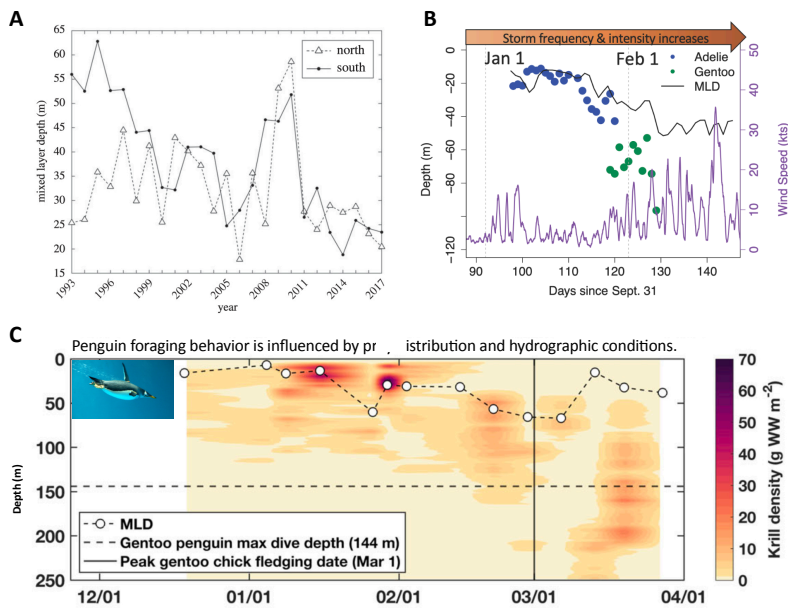 A
65
60
55
50
45
40
35
30
25
20
15
mixed layer depth (m)
north
south
1993
1996
1999
2002
2005
2008
2011
2014
2017
year
B
Storm frequency & intensity increases
Jan 1
Feb 1
Adelie
Gentoo
MLD
0
−20
−40
−60
−80
−120
Depth (m)
50
40
30
20
10
0
Wind Speed (kts)
90
100
110
120
130
140
Days since Sept. 31
C
Penguin foraging behavior is influenced by istribution and hydrographic conditions.
0
50
100
150
200
250
Depth (m)
MLD
Gentoo penguin max dive depth (144 m)
Peak gentoo chick fledging date (Mar 1)
12/01
01/01
02/01
03/01
04/01
70
60
50
40
30
20
10
0
Krill density (g WW m⁻²)